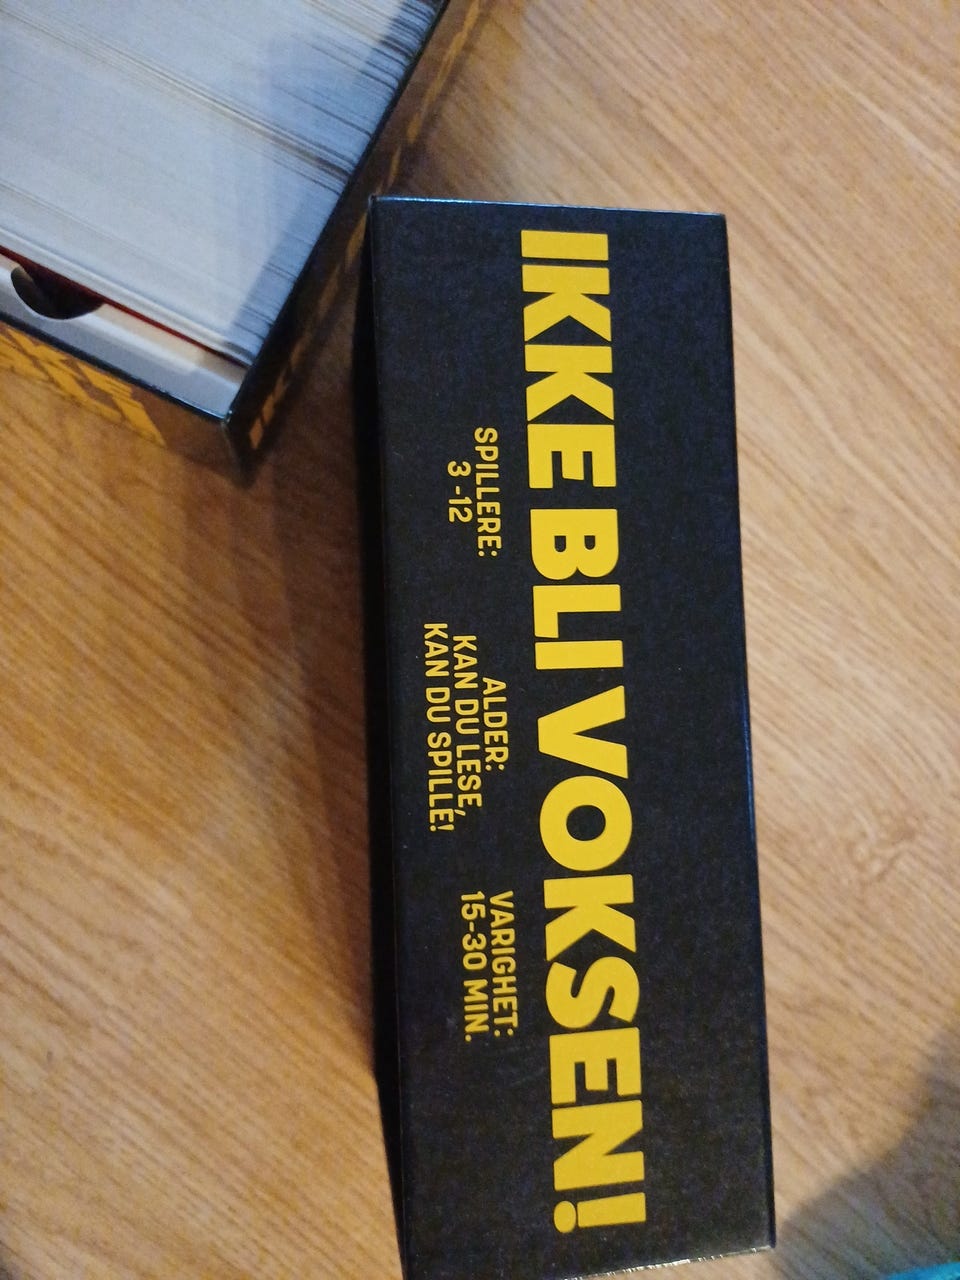 IKKE BLI VOKSEN!
SPILLERE:
3-12
ALDER:
KAN DU LESE,
KAN DU SPILLE!
VARIGHET:
15-30 MIN.